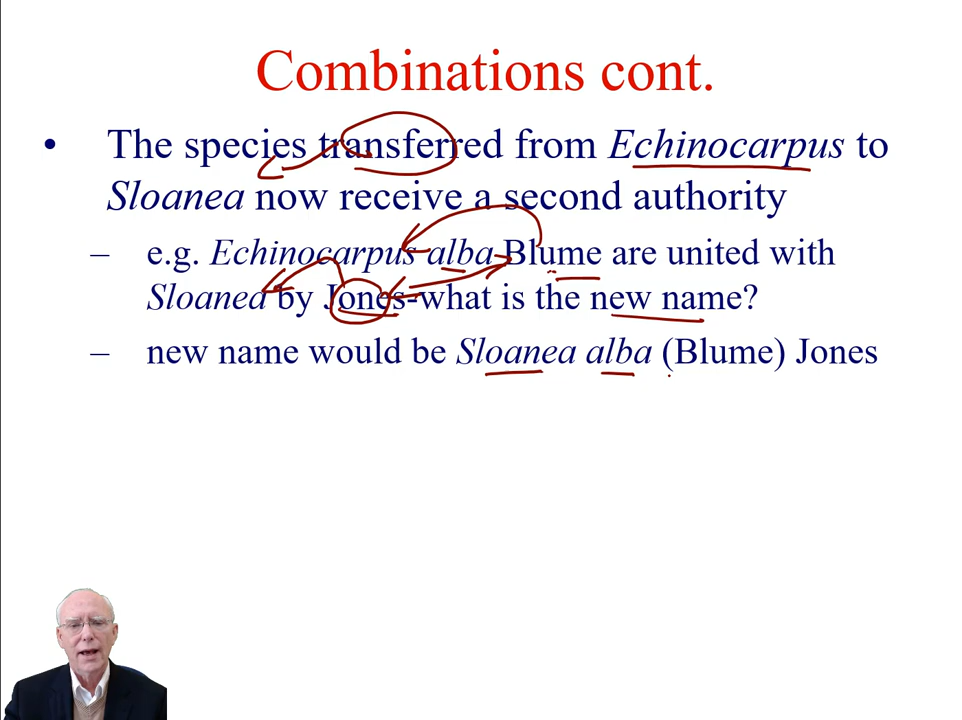 Combinations cont.
• The species transferred from Echinocarpus to
Sloanea now receive a second authority
– e.g. Echinocarpus alba Blume are united with
Sloanea by Jones-what is the new name?
– new name would be Sloanea alba (Blume) Jones